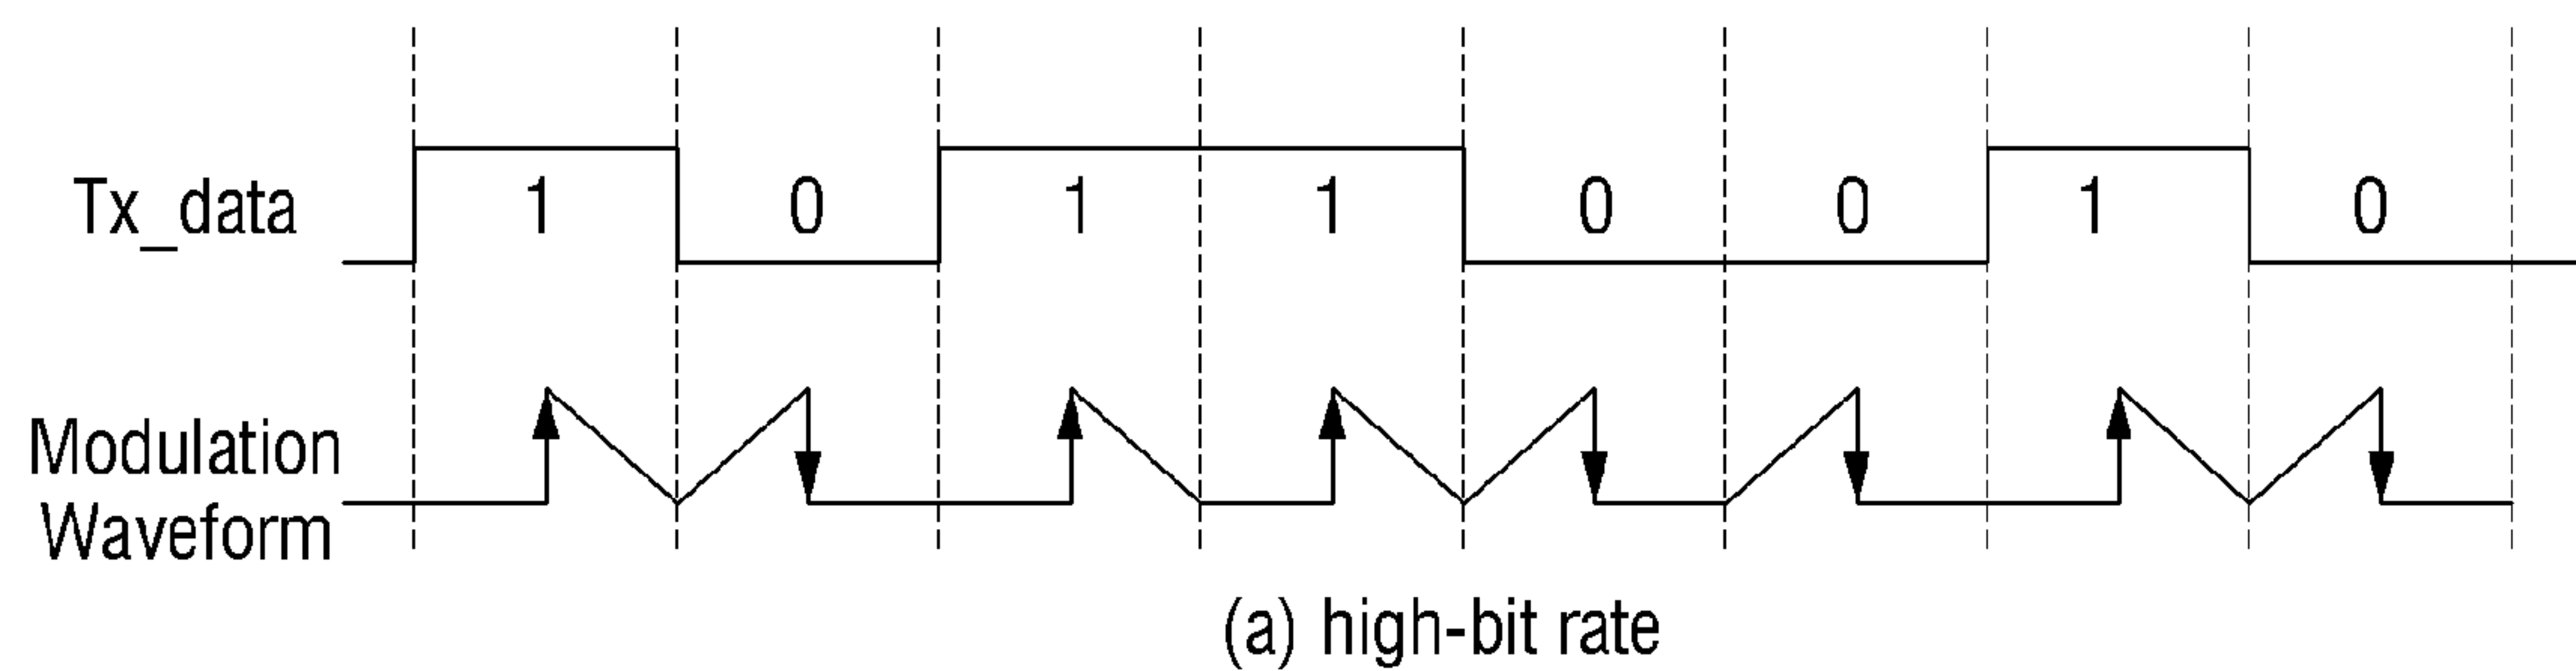 Tx_data 1 0 1 1 0 0 1 0
Modulation
Waveform
(a) high-bit rate